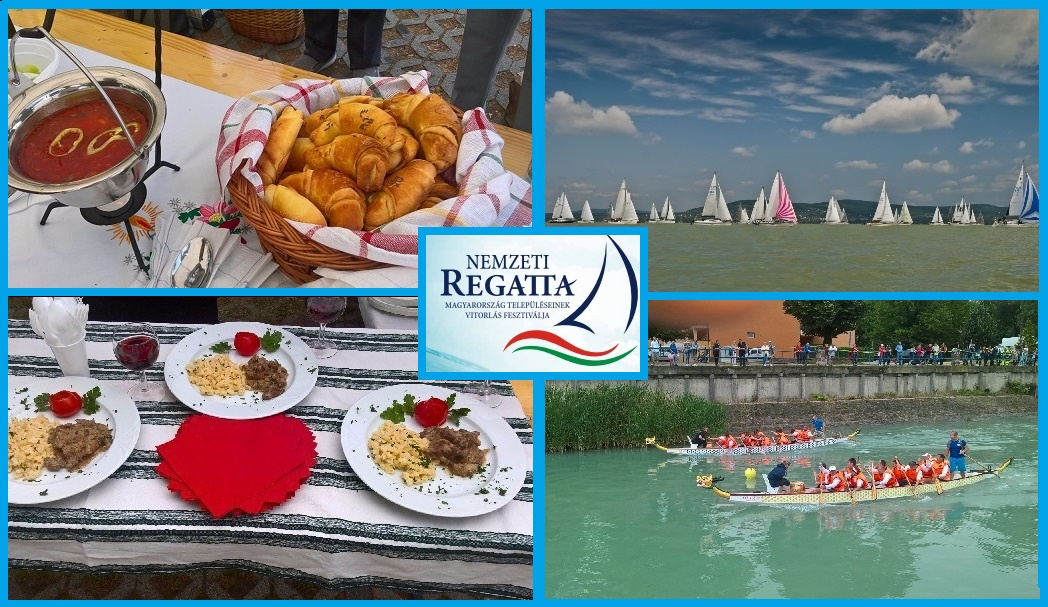 NEMZETI
REGATTA
MAGYARORSZÁG TELEPÜLÉSEINEK
VITORLÁS FESZTIVÁLJA